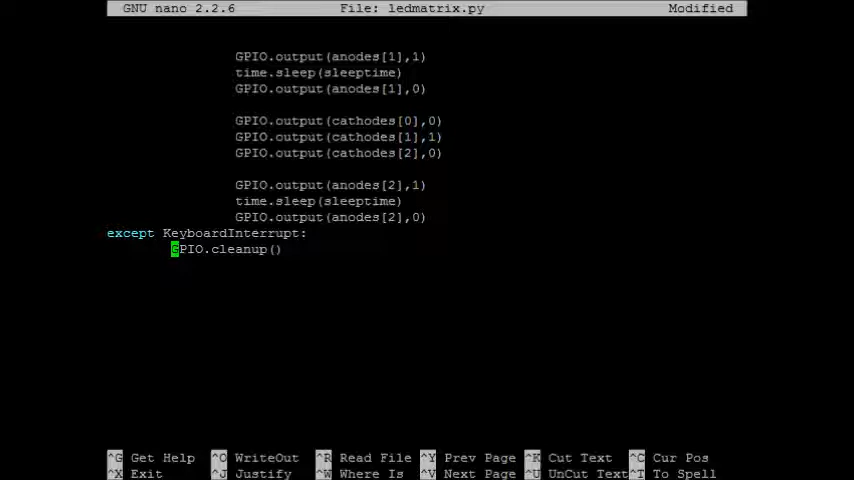 GNU nano 2.2.6 File: ledmatrix.py Modified
GPIO.output(anodes[1],1)
time.sleep(sleeptime)
GPIO.output(anodes[1],0)
GPIO.output(cathodes[0],0)
GPIO.output(cathodes[1],1)
GPIO.output(cathodes[2],0)
GPIO.output(anodes[2],1)
time.sleep(sleeptime)
GPIO.output(anodes[2],0)
except KeyboardInterrupt:
GPIO.cleanup()
^G Get Help ^O WriteOut ^R Read File ^Y Prev Page ^K Cut Text ^C Cur Pos
^X Exit ^J Justify ^W Where Is ^V Next Page ^U UnCut Text ^T To Spell